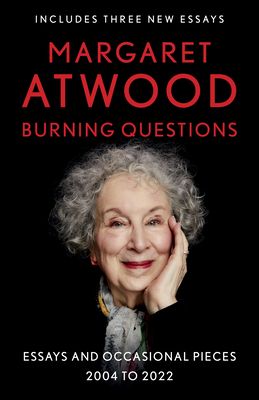 INCLUDES THREE NEW ESSAYS
MARGARET
ATWOOD
BURNING QUESTIONS
ESSAYS AND OCCASIONAL PIECES
2004 TO 2022